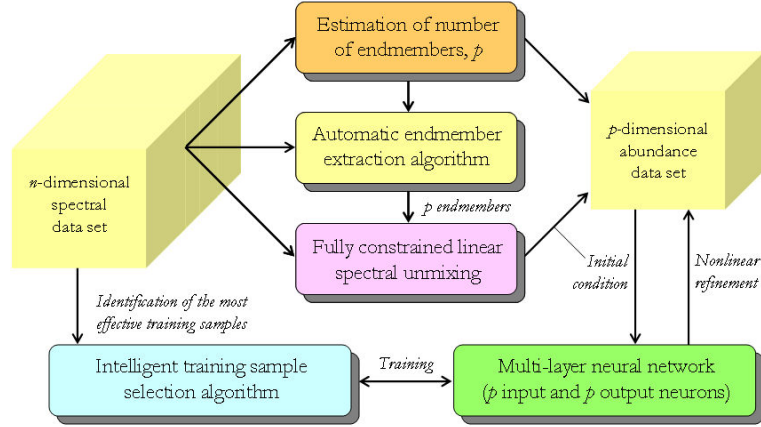 Estimation of number
of endmembers, p
Automatic endmember
extraction algorithm
p-dimensional
abundance
data set
n-dimensional
spectral
data set
p endmembers
Fully constrained linear
spectral unmixing
Initial
condition
Nonlinear
refinement
Identification of the most
effective training samples
Intelligent training sample
selection algorithm
Training
Multi-layer neural network
(p input and p output neurons)